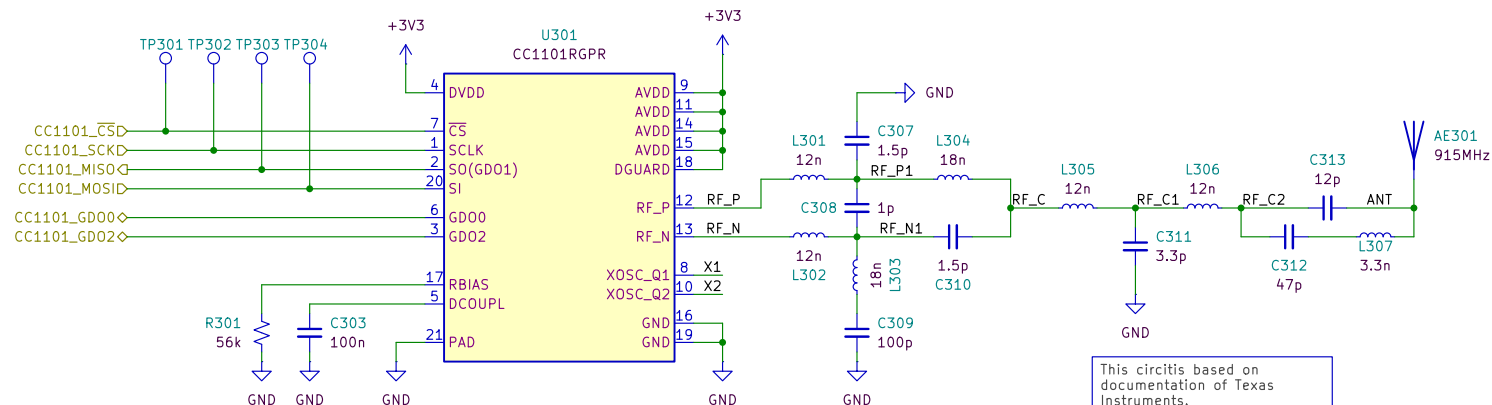 +3V3
TP301 TP302 TP303 TP304
U301
CC1101RGPR
+3V3
4 DVDD
7 CS
1 SCLK
2 SO(GDO1)
20 SI
6 GDO0
3 GDO2
17 RBIAS
5 DCOUPL
21 PAD
AVDD 9
AVDD 11
AVDD 14
AVDD 15
DGUARD 18
RF_P 12
RF_N 13
XOSC_Q1 8
XOSC_Q2 10
GND 16
GND 19
CC1101_CS
CC1101_SCK
CC1101_MISO
CC1101_MOSI
CC1101_GDO0
CC1101_GDO2
R301
56k
C303
100n
GND
GND
GND
GND
RF_P
RF_N
X1
X2
GND
L301
12n
C307
1.5p
L304
18n
RF_P1
C308
1p
RF_N1
12n
L302
18n
L303
1.5p
C310
C309
100p
GND
RF_C
L305
12n
RF_C1
C311
3.3p
GND
L306
12n
RF_C2
C313
12p
ANT
C312
47p
L307
3.3n
AE301
915MHz
This circitis based on
documentation of Texas
Instruments.